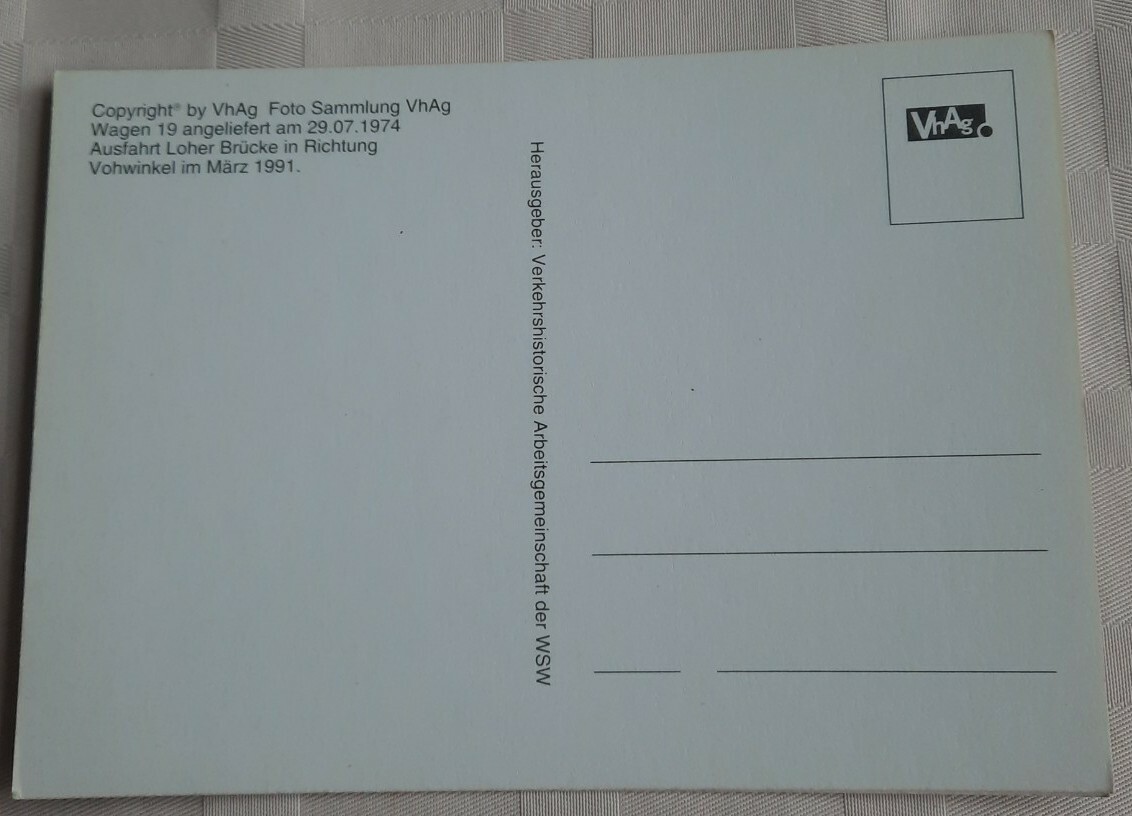 Copyright® by VhAg Foto Sammlung VhAg
Wagen 19 angeliefert am 29.07.1974
Ausfahrt Loher Brücke in Richtung
Vohwinkel im März 1991.
Herausgeber: Verkehrshistorische Arbeitsgemeinschaft der WSW
VhAg.